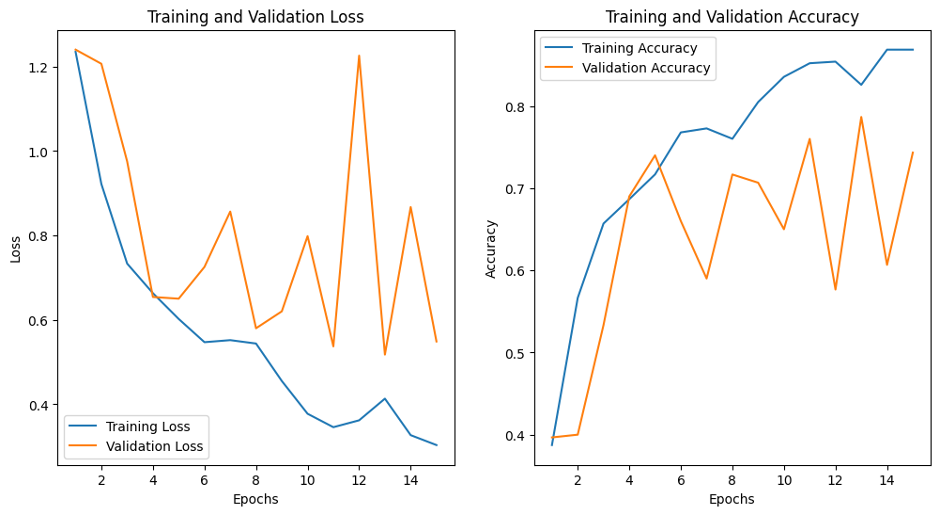 Training and Validation Loss
1.2
1.0
0.8
0.6
0.4
Loss
Training Loss
Validation Loss
2 4 6 8 10 12 14
Epochs
Training and Validation Accuracy
Training Accuracy
Validation Accuracy
0.8
0.7
0.6
0.5
0.4
Accuracy
2 4 6 8 10 12 14
Epochs